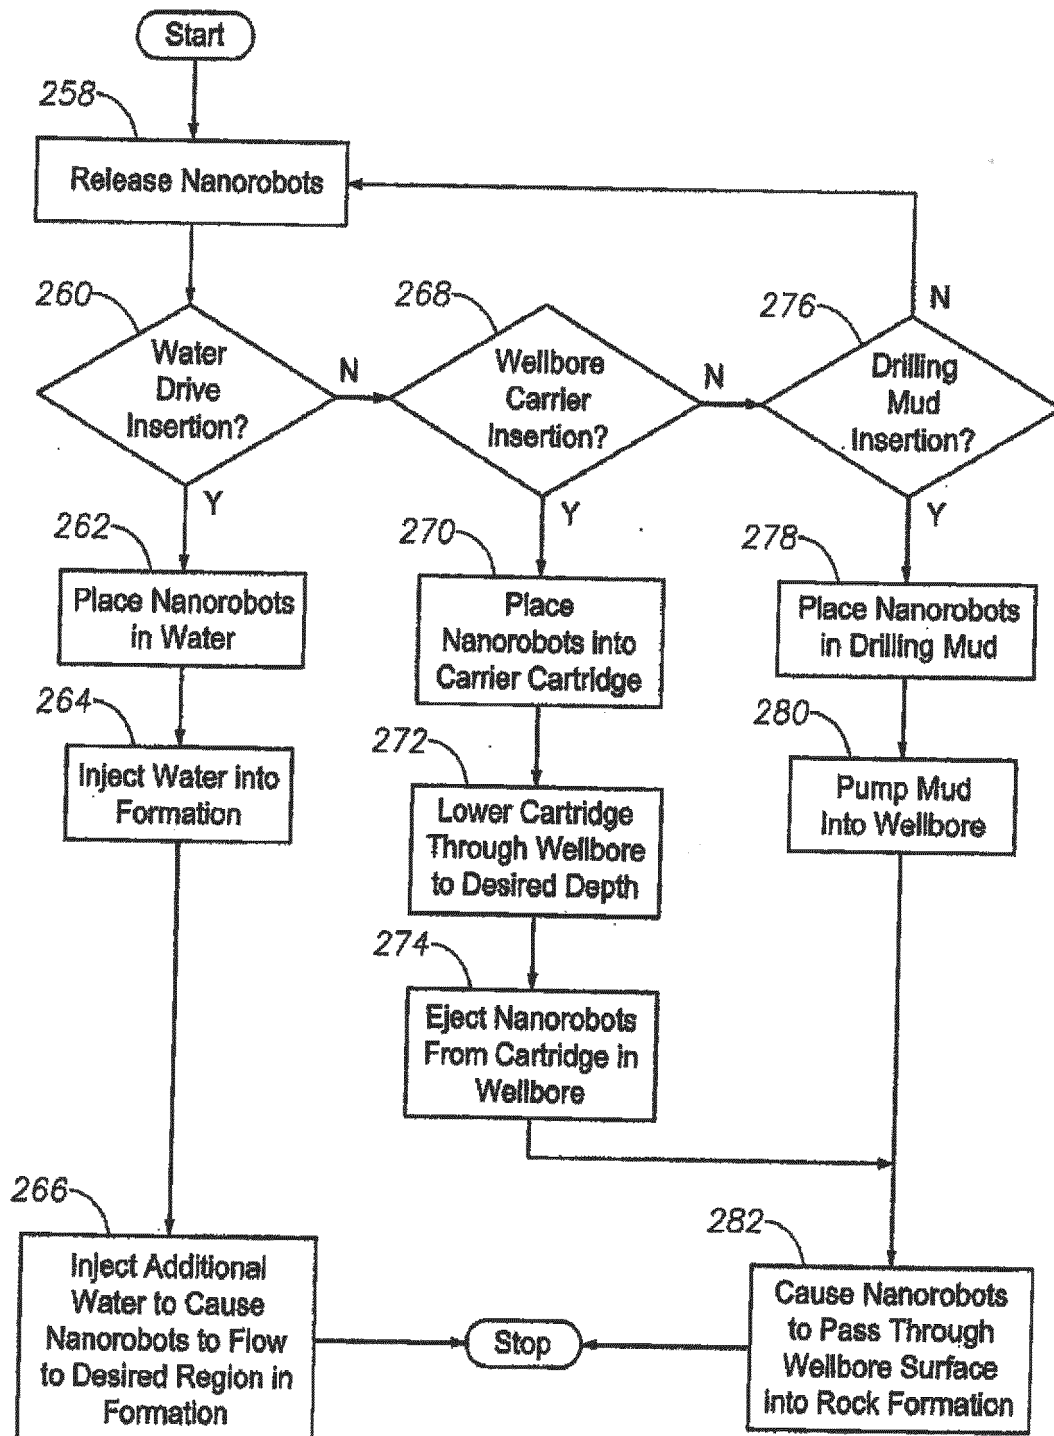 Start
258
Release Nanorobots
260
Water
Drive
Insertion?
N
Y
268
Wellbore
Carrier
Insertion?
N
Y
276
Drilling
Mud
Insertion?
N
Y
262
Place Nanorobots
in Water
264
Inject Water into
Formation
266
Inject Additional
Water to Cause
Nanorobots to Flow
to Desired Region in
Formation
270
Place
Nanorobots into
Carrier Cartridge
272
Lower Cartridge
Through Wellbore
to Desired Depth
274
Eject Nanorobots
From Cartridge in
Wellbore
278
Place Nanorobots
in Drilling Mud
280
Pump Mud
Into Wellbore
282
Cause Nanorobots
to Pass Through
Wellbore Surface
into Rock Formation
Stop